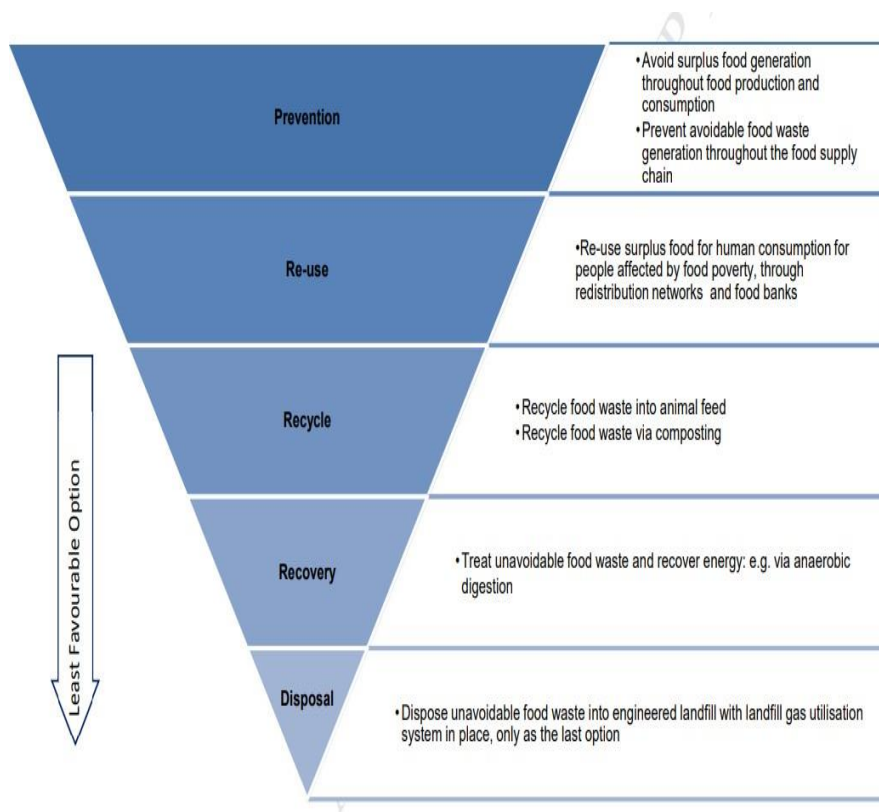 Prevention
•Avoid surplus food generation
throughout food production and
consumption
•Prevent avoidable food waste
generation throughout the food supply
chain
Re-use
•Re-use surplus food for human consumption for
people affected by food poverty, through
redistribution networks and food banks
Recycle
•Recycle food waste into animal feed
•Recycle food waste via composting
Recovery
•Treat unavoidable food waste and recover energy: e.g. via anaerobic
digestion
Disposal
•Dispose unavoidable food waste into engineered landfill with landfill gas utilisation
system in place, only as the last option
Least Favourable Option